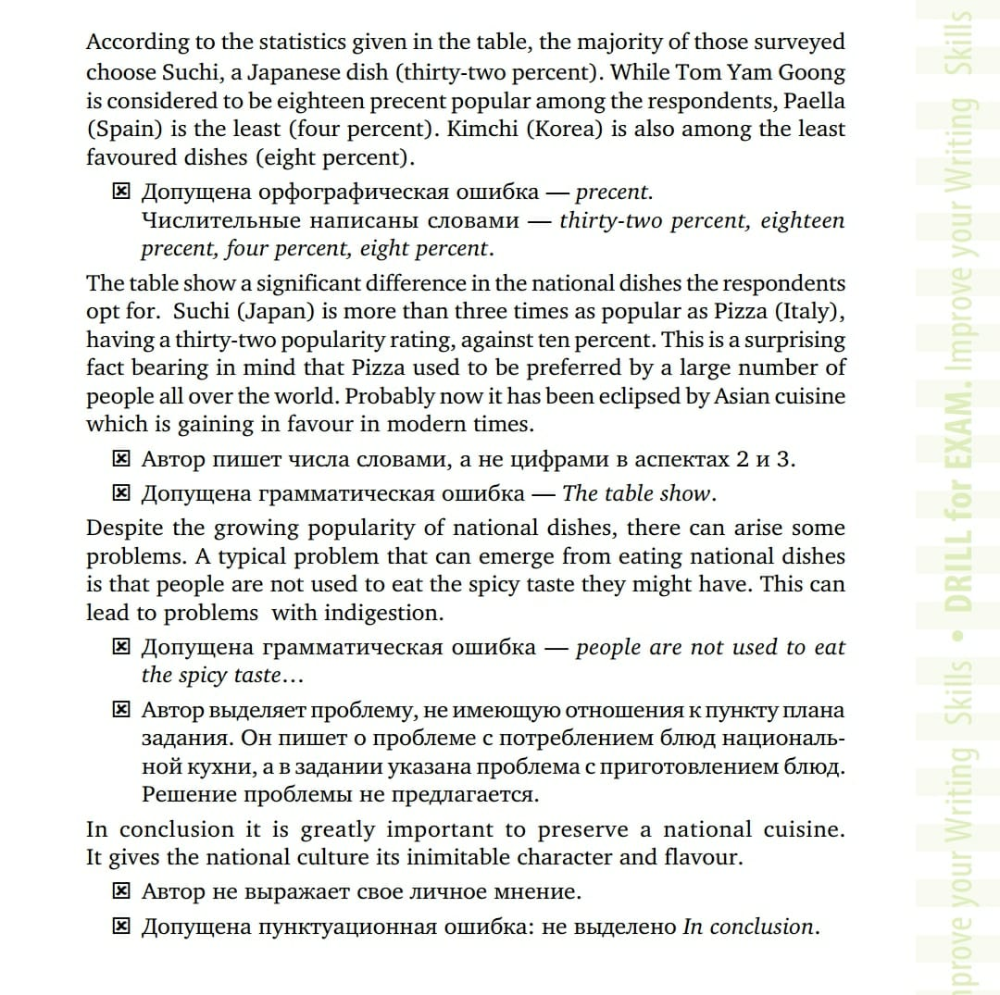 According to the statistics given in the table, the majority of those surveyed
choose Suchi, a Japanese dish (thirty-two percent). While Tom Yam Goong
is considered to be eighteen precent popular among the respondents, Paella
(Spain) is the least (four percent). Kimchi (Korea) is also among the least
favoured dishes (eight percent).
☒ Допущена орфографическая ошибка — precent.
Числительные написаны словами — thirty-two percent, eighteen
precent, four percent, eight percent.
The table show a significant difference in the national dishes the respondents
opt for. Suchi (Japan) is more than three times as popular as Pizza (Italy),
having a thirty-two popularity rating, against ten percent. This is a surprising
fact bearing in mind that Pizza used to be preferred by a large number of
people all over the world. Probably now it has been eclipsed by Asian cuisine
which is gaining in favour in modern times.
☒ Автор пишет числа словами, а не цифрами в аспектах 2 и 3.
☒ Допущена грамматическая ошибка — The table show.
Despite the growing popularity of national dishes, there can arise some
problems. A typical problem that can emerge from eating national dishes
is that people are not used to eat the spicy taste they might have. This can
lead to problems with indigestion.
☒ Допущена грамматическая ошибка — people are not used to eat
the spicy taste…
☒ Автор выделяет проблему, не имеющую отношения к пункту плана
задания. Он пишет о проблеме с потреблением блюд националь-
ной кухни, а в задании указана проблема с приготовлением блюд.
Решение проблемы не предлагается.
In conclusion it is greatly important to preserve a national cuisine.
It gives the national culture its inimitable character and flavour.
☒ Автор не выражает свое личное мнение.
☒ Допущена пунктуационная ошибка: не выделено In conclusion.
prove your Writing Skills • DRILL for EXAM. Improve your Writing Skills